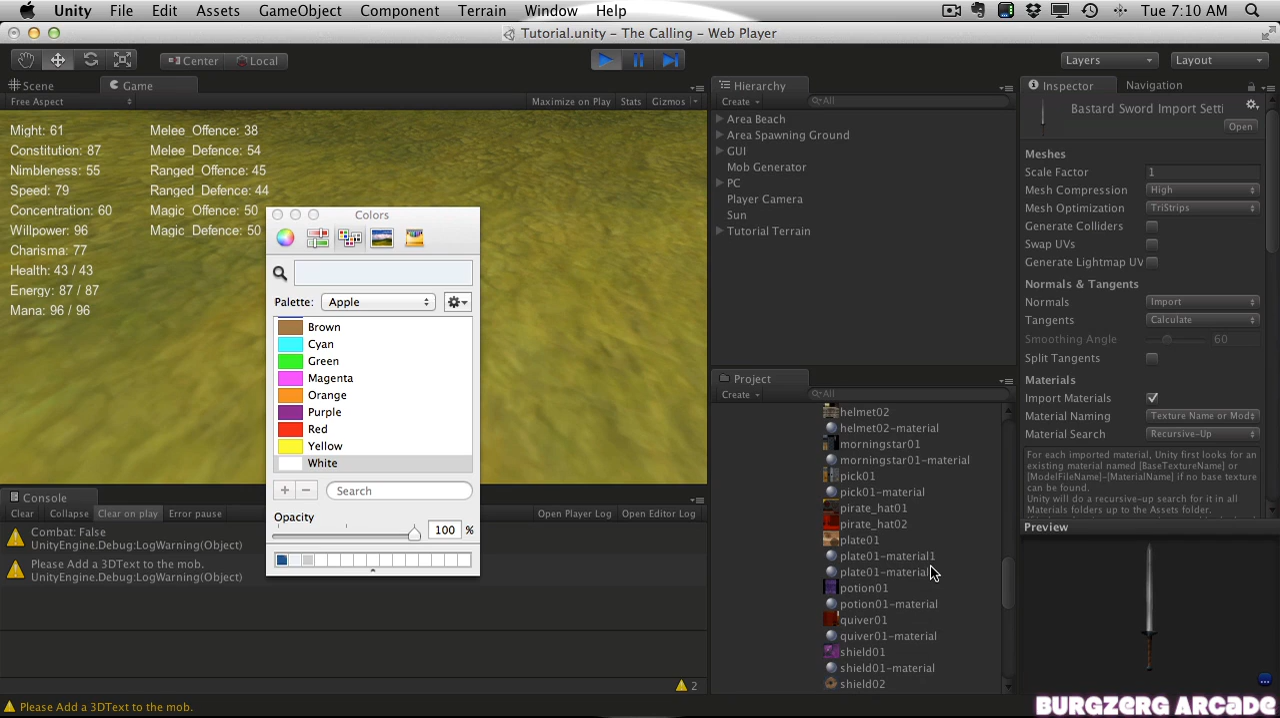 Unity File Edit Assets GameObject Component Terrain Window Help Tue 7:10 AM
Tutorial.unity – The Calling – Web Player
Center Local Layers Layout
Scene Game
Free Aspect Maximize on Play Stats Gizmos
Might: 61 Melee Offence: 38
Constitution: 87 Melee Defence: 54
Nimbleness: 55 Ranged Offence: 45
Speed: 79 Ranged Defence: 44
Concentration: 60 Magic Offence: 50
Willpower: 96 Magic Defence: 50
Charisma: 77
Health: 43 / 43
Energy: 87 / 87
Mana: 96 / 96
Colors
Palette: Apple
Brown
Cyan
Green
Magenta
Orange
Purple
Red
Yellow
White
Search
Opacity
100 %
Console
Clear Collapse Clear on play Error pause Open Player Log Open Editor Log
Combat: False
UnityEngine.Debug:LogWarning(Object)
Please Add a 3DText to the mob.
UnityEngine.Debug:LogWarning(Object)
2
Please Add a 3DText to the mob.
Hierarchy
Create All
Area Beach
Area Spawning Ground
GUI
Mob Generator
PC
Player Camera
Sun
Tutorial Terrain
Project
Create All
helmet02
helmet02-material
morningstar01
morningstar01-material
pick01
pick01-material
pirate_hat01
pirate_hat02
plate01
plate01-material1
plate01-material
potion01
potion01-material
quiver01
quiver01-material
shield01
shield01-material
shield02
Inspector Navigation
Bastard Sword Import Setti
Open
Meshes
Scale Factor 1
Mesh Compression High
Mesh Optimization TriStrips
Generate Colliders
Swap UVs
Generate Lightmap UV
Normals & Tangents
Normals Import
Tangents Calculate
Smoothing Angle 60
Split Tangents
Materials
Import Materials
Material Naming Texture Name or Mod
Material Search Recursive-Up
For each imported material, Unity first looks for an
existing material named [BaseTextureName] or
[ModelFileName]-[MaterialName] if no base texture
can be found.
Unity will do a recursive-up search for it in all
Materials folders up to the Assets folder.
Preview
BURGZERG ARCADE